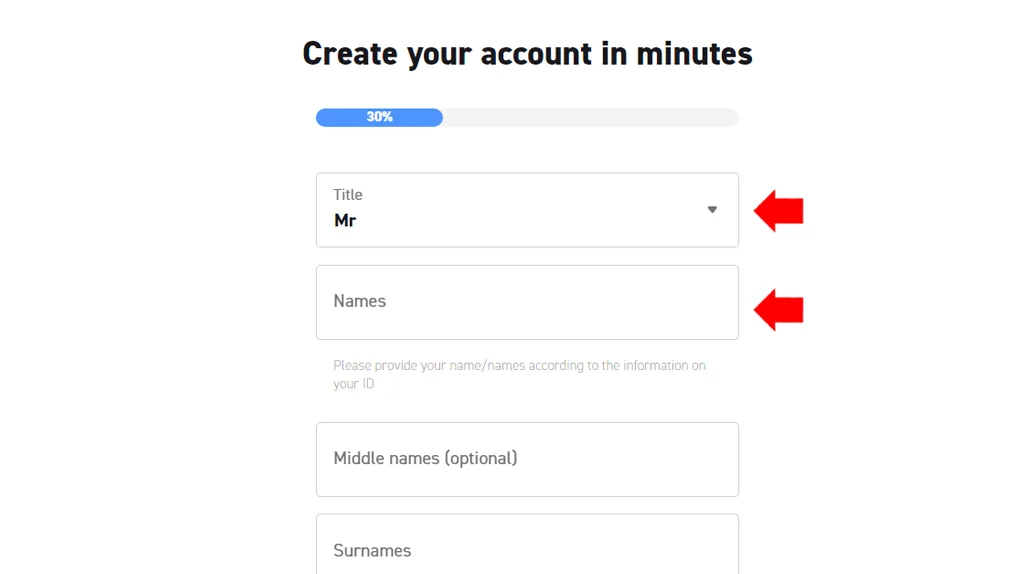 Create your account in minutes
30%
Title
Mr
Names
Please provide your name/names according to the information on
your ID
Middle names (optional)
Surnames